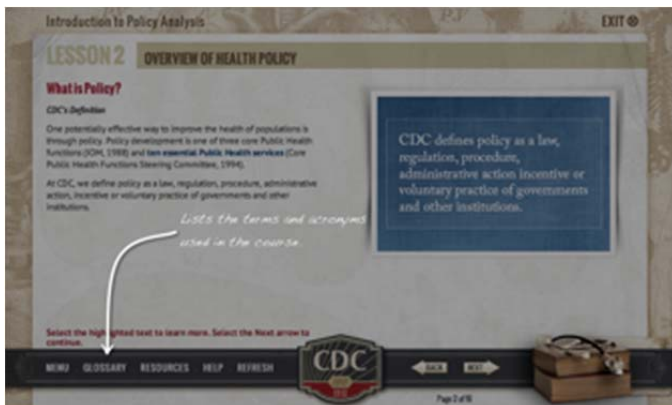 Introduction to Policy Analysis
EXIT
LESSON 2 OVERVIEW OF HEALTH POLICY
What is Policy?
CDC's Definition
One potentially effective way to improve the health of populations is
through policy. Policy development is one of three core Public Health
functions (IOM, 1988) and ten essential Public Health services (Core
Public Health Functions Steering Committee, 1994).
At CDC, we define policy as a law, regulation, procedure, administrative
action, incentive or voluntary practice of governments and other
institutions.
CDC defines policy as a law,
regulation, procedure,
administrative action incentive or
voluntary practice of governments
and other institutions.
Lists the terms and acronyms
used in the course.
Select the highlighted text to learn more. Select the Next arrow to
continue.
MENU GLOSSARY RESOURCES HELP REFRESH
CDC
BACK NEXT